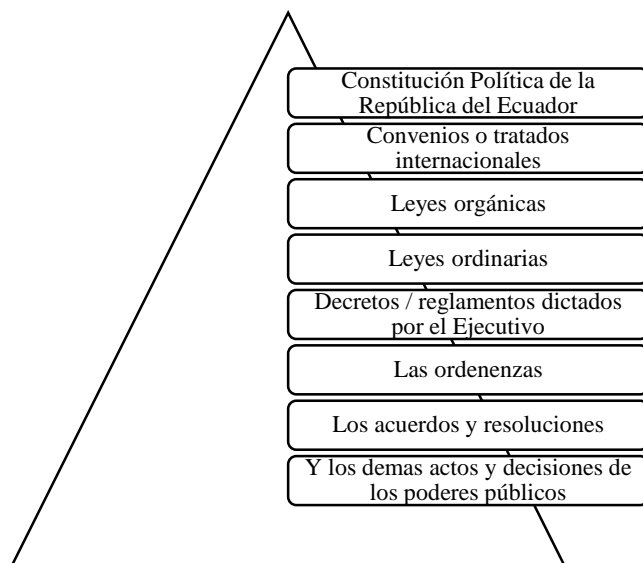 Constitución Política de la
República del Ecuador
Convenios o tratados
internacionales
Leyes orgánicas
Leyes ordinarias
Decretos / reglamentos dictados
por el Ejecutivo
Las ordenenzas
Los acuerdos y resoluciones
Y los demas actos y decisiones de
los poderes públicos